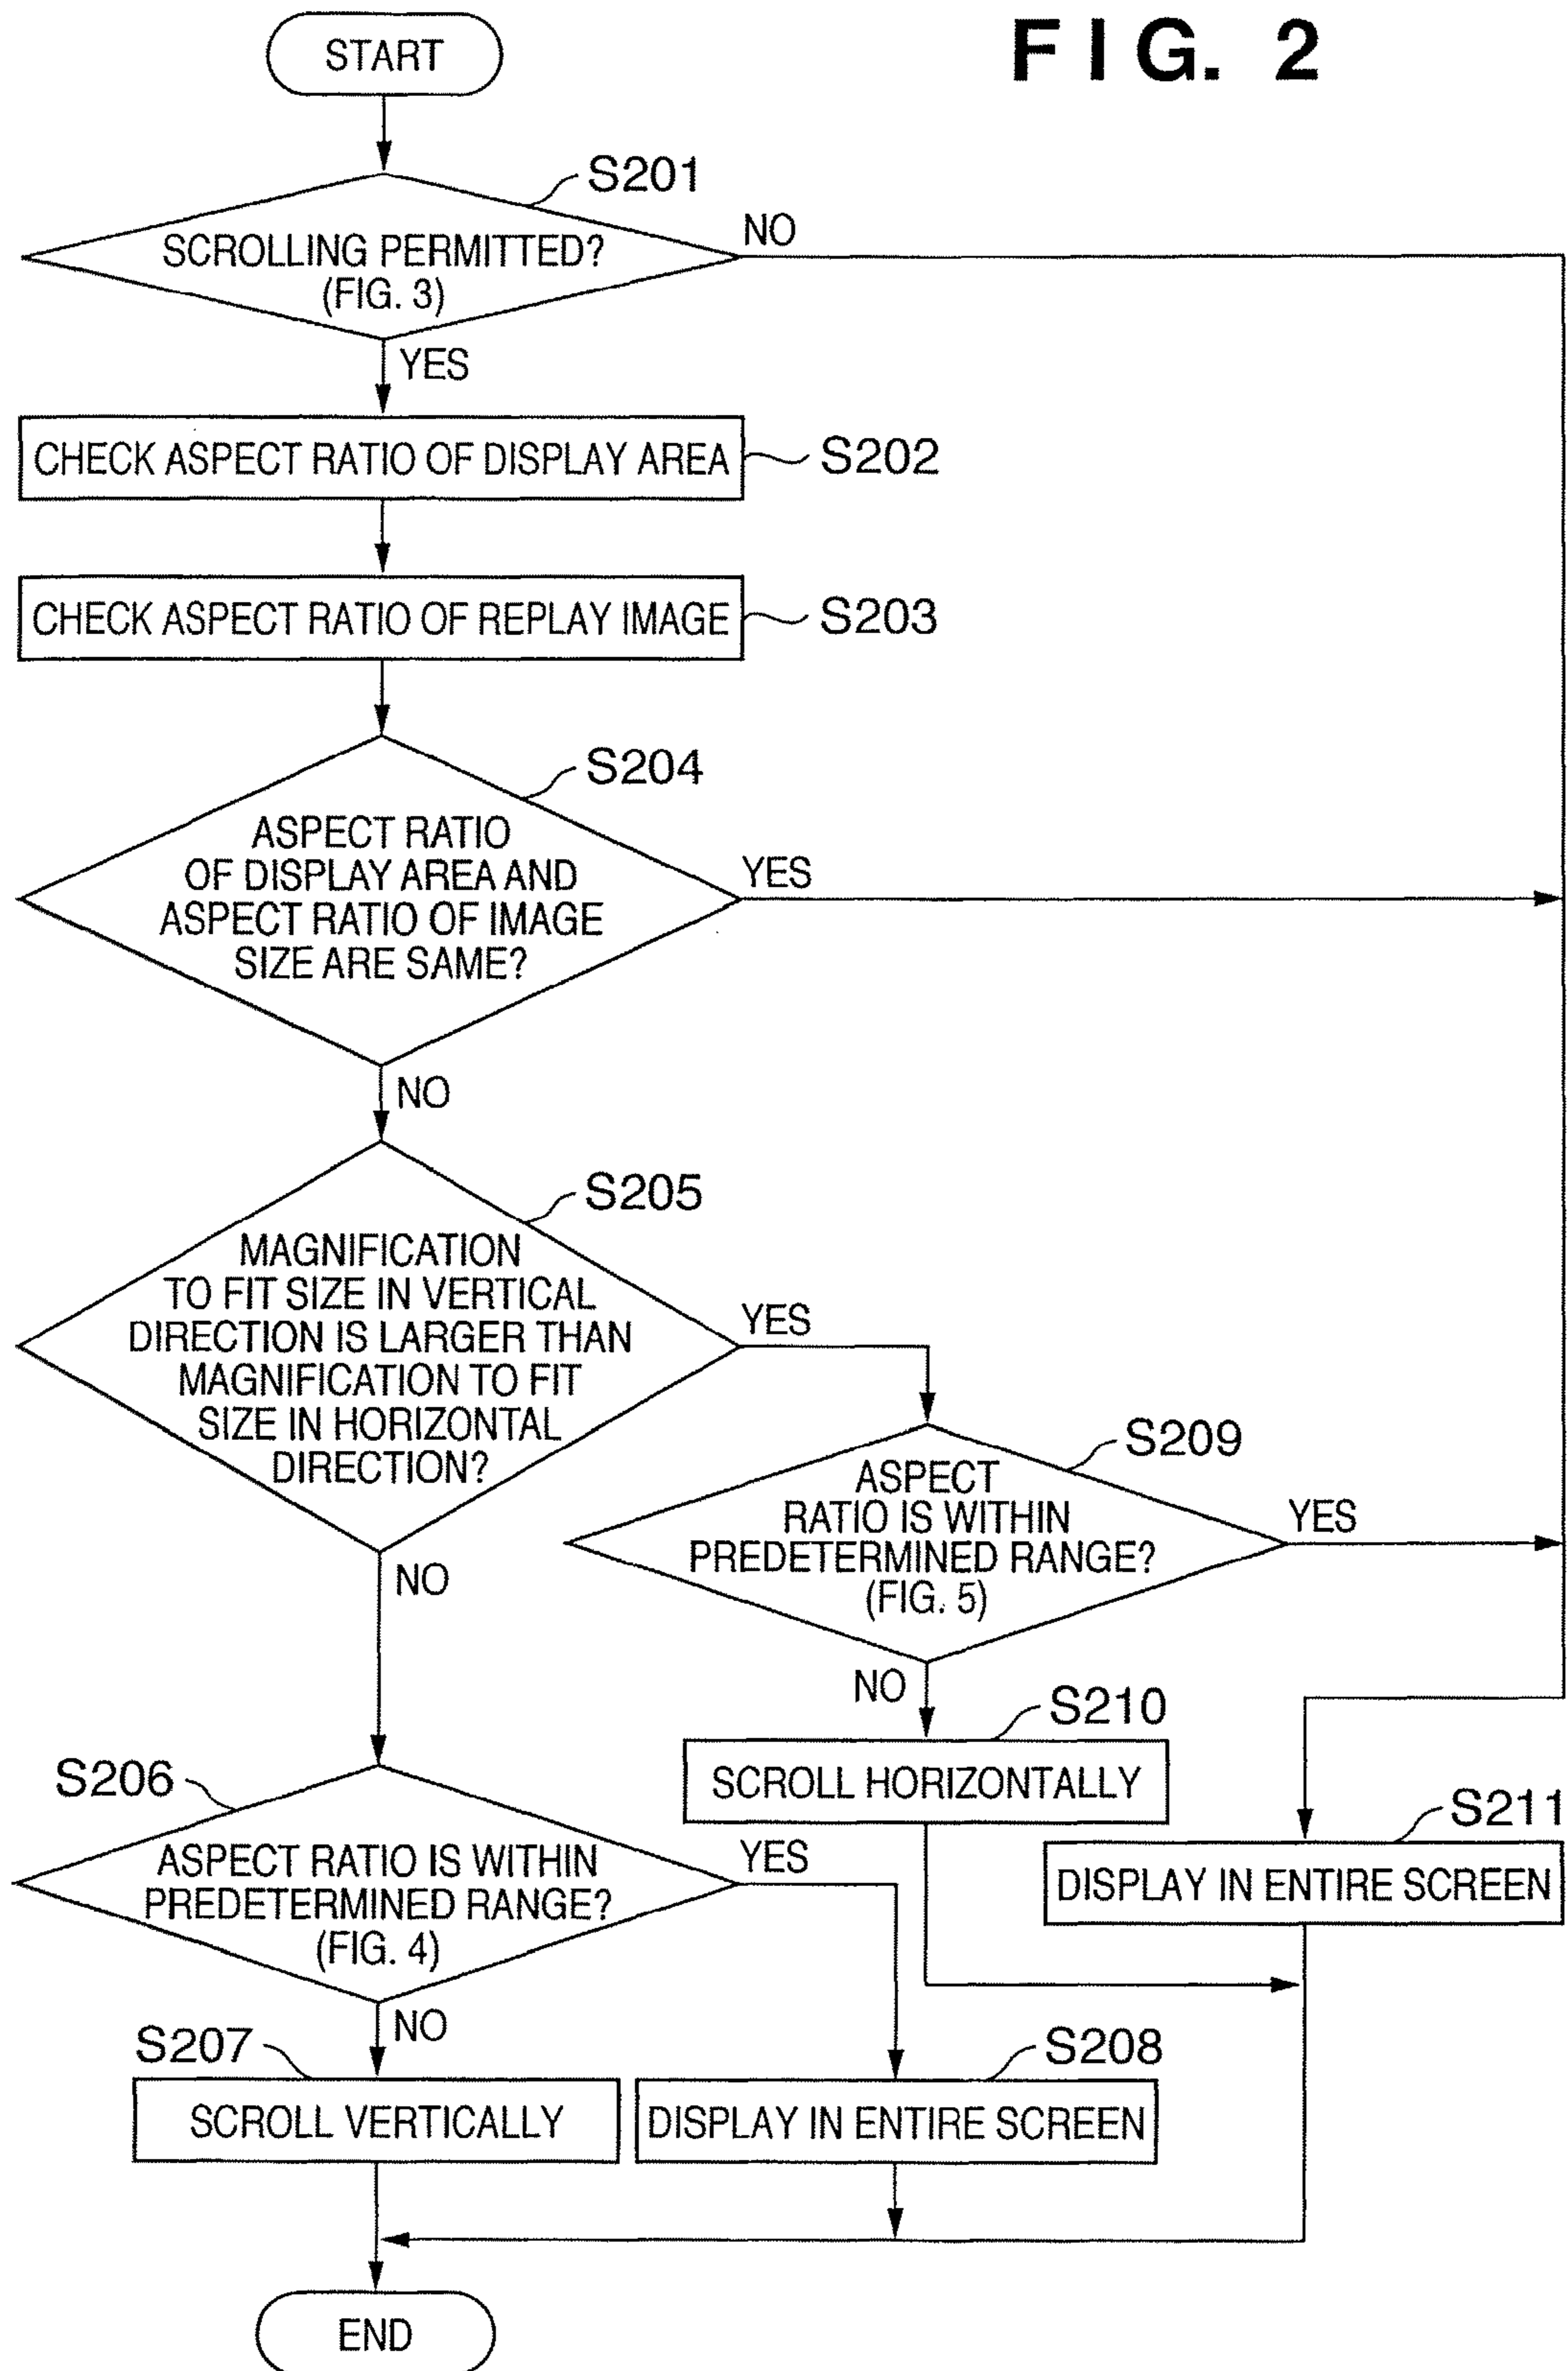 FIG. 2
START
S201
SCROLLING PERMITTED?
(FIG. 3)
NO
YES
CHECK ASPECT RATIO OF DISPLAY AREA
S202
CHECK ASPECT RATIO OF REPLAY IMAGE
S203
S204
ASPECT RATIO
OF DISPLAY AREA AND
ASPECT RATIO OF IMAGE
SIZE ARE SAME?
YES
NO
S205
MAGNIFICATION
TO FIT SIZE IN VERTICAL
DIRECTION IS LARGER THAN
MAGNIFICATION TO FIT
SIZE IN HORIZONTAL
DIRECTION?
YES
NO
S209
ASPECT
RATIO IS WITHIN
PREDETERMINED RANGE?
(FIG. 5)
YES
NO
S210
SCROLL HORIZONTALLY
S211
DISPLAY IN ENTIRE SCREEN
S206
ASPECT RATIO IS WITHIN
PREDETERMINED RANGE?
(FIG. 4)
YES
NO
S207
SCROLL VERTICALLY
S208
DISPLAY IN ENTIRE SCREEN
END